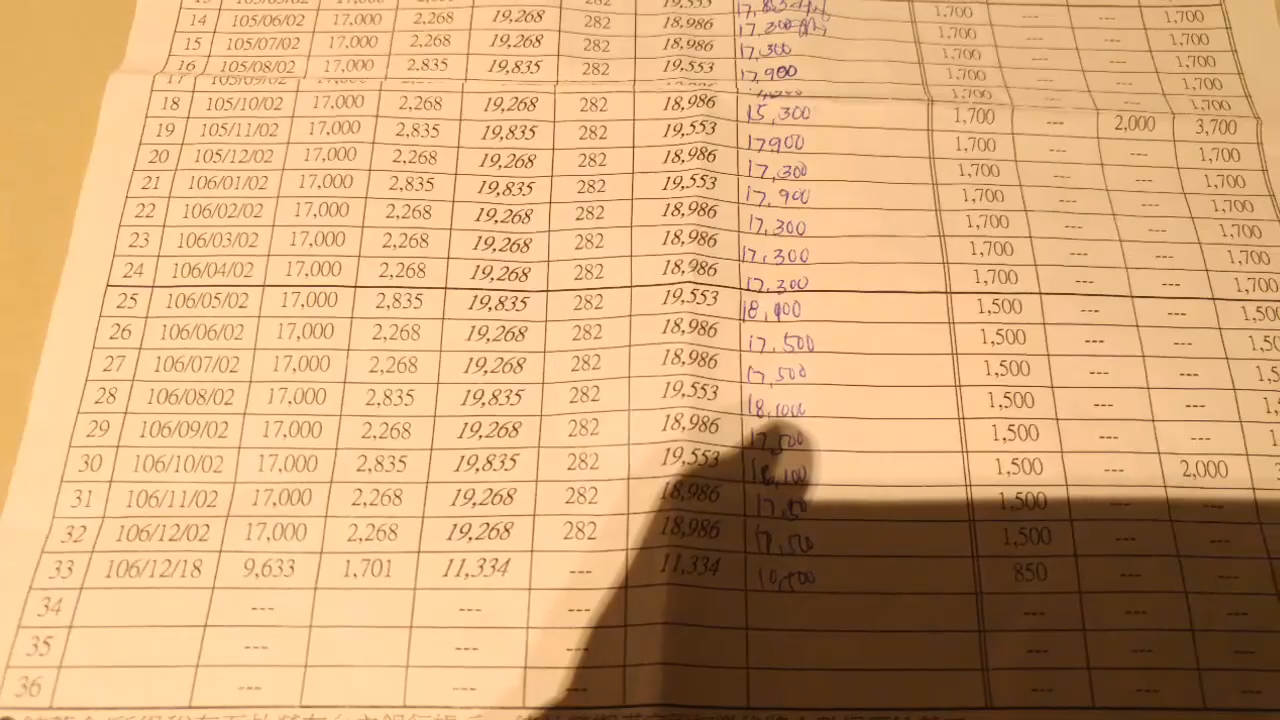 14 105/06/02 17,000 2,268 19,268 282 18,986 17,300 1,700 --- --- 1,700
15 105/07/02 17,000 2,268 19,268 282 18,986 17,300 1,700 --- --- 1,700
16 105/08/02 17,000 2.835 19,835 282 19.553 17,900 1,700 --- --- 1,700
17 105/09/02 17,000 1,700 1,700
18 105/10/02 17,000 2,268 19,268 282 18,986 15,300 1,700 --- 2,000 3,700
19 105/11/02 17,000 2,835 19,835 282 19,553 17900 1,700 --- --- 1,700
20 105/12/02 17,000 2,268 19,268 282 18,986 17,300 1,700 --- --- 1,700
21 106/01/02 17,000 2,835 19,835 282 19,553 17,900 1,700 --- --- 1,700
22 106/02/02 17,000 2,268 19,268 282 18,986 17,300 1,700 --- --- 1,700
23 106/03/02 17,000 2,268 19,268 282 18,986 17,300 1,700 --- --- 1,700
24 106/04/02 17,000 2,268 19,268 282 18,986 17,300 1,700 --- --- 1,700
25 106/05/02 17,000 2,835 19,835 282 19,553 1,500 ---
26 106/06/02 17,000 2,268 19,268 282 18,986 17,500 1,500 --- ---
27 106/07/02 17,000 2,268 19,268 282 18,986 17,500 1,500 --- ---
28 106/08/02 17,000 2,835 19,835 282 19,553 1,500 --- ---
29 106/09/02 17,000 2,268 19,268 282 18,986 17,500 1,500 --- ---
30 106/10/02 17,000 2,835 19,835 282 19,553 18,100 1,500 --- 2,000
31 106/11/02 17,000 2,268 19,268 282 18,986 1,500 --- ---
32 106/12/02 17,000 2,268 19,268 282 18,986 1,500 --- ---
33 106/12/18 9,633 1,701 11,334 --- 11,334 850 --- ---
34 --- --- --- --- ---
35 --- --- --- --- ---
36 --- --- --- --- ---